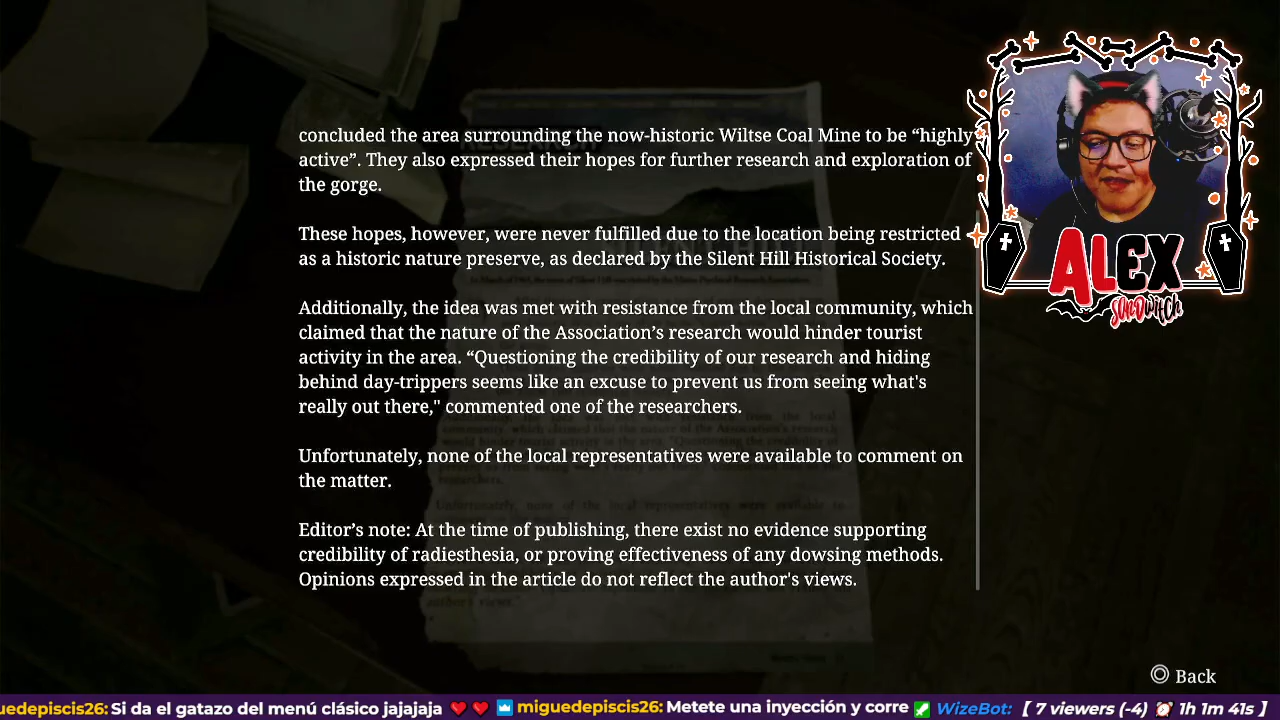 concluded the area surrounding the now-historic Wiltse Coal Mine to be “highly
active”. They also expressed their hopes for further research and exploration of
the gorge.
These hopes, however, were never fulfilled due to the location being restricted
as a historic nature preserve, as declared by the Silent Hill Historical Society.
Additionally, the idea was met with resistance from the local community, which
claimed that the nature of the Association’s research would hinder tourist
activity in the area. “Questioning the credibility of our research and hiding
behind day-trippers seems like an excuse to prevent us from seeing what's
really out there," commented one of the researchers.
Unfortunately, none of the local representatives were available to comment on
the matter.
Editor’s note: At the time of publishing, there exist no evidence supporting
credibility of radiesthesia, or proving effectiveness of any dowsing methods.
Opinions expressed in the article do not reflect the author's views.
ALEX
SANDWITCH
Back
uedepiscis26: Si da el gatazo del menú clásico jajajaja ❤️ ❤️ miguedepiscis26: Metete una inyección y corre WizeBot: [ 7 viewers (-4) ⏰ 1h 1m 41s ]